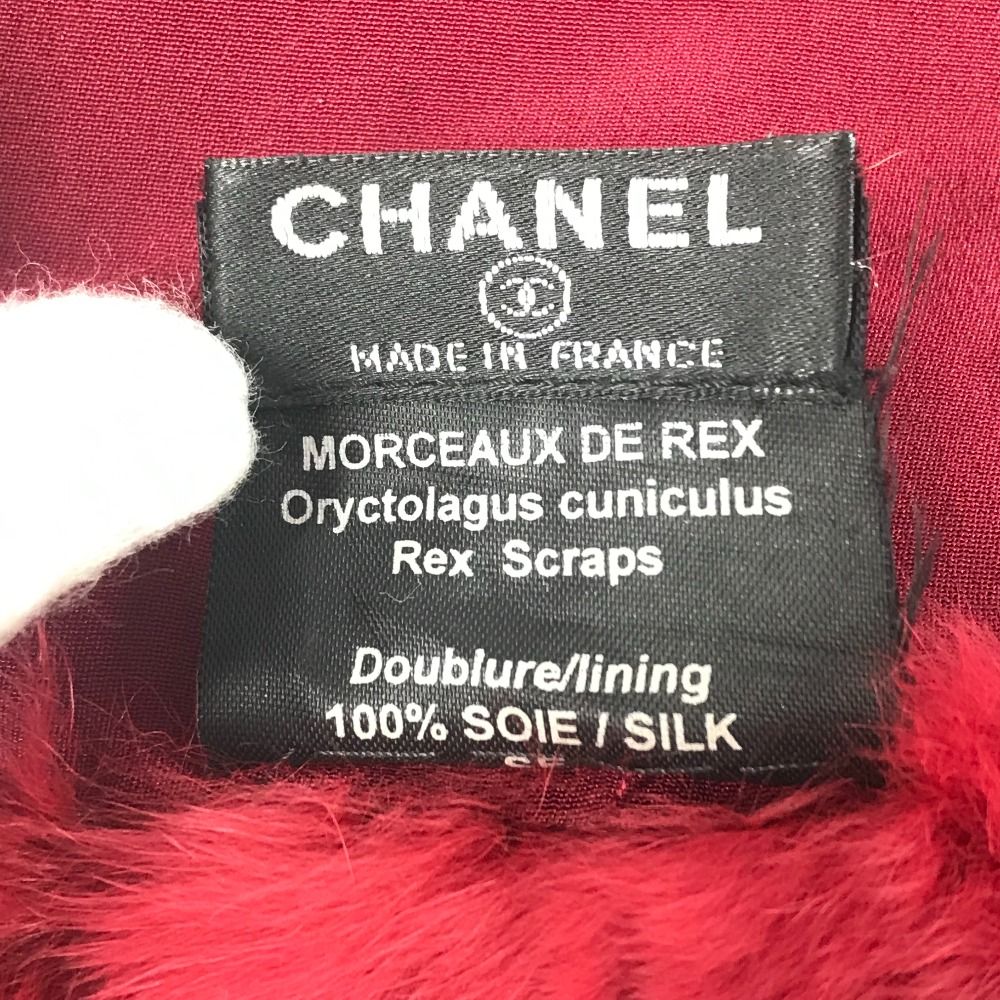 CHANEL
MADE IN FRANCE
MORCEAUX DE REX
Oryctolagus cuniculus
Rex Scraps
Doublure/lining
100% SOIE / SILK